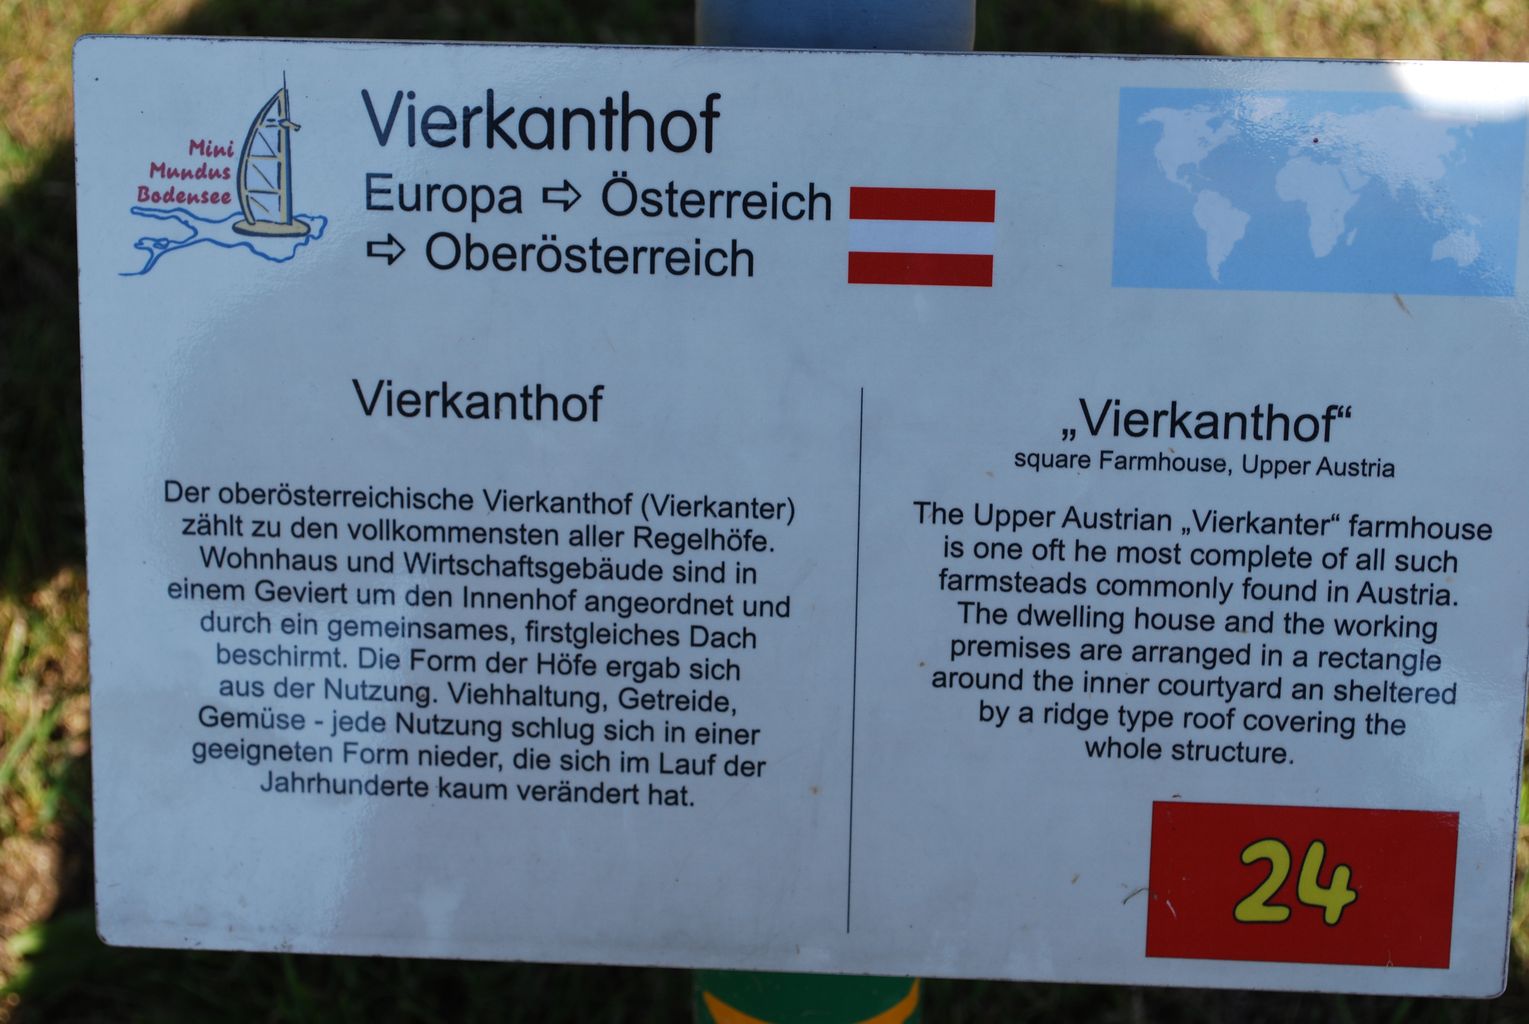 Mini
Mundus
Bodensee
Vierkanthof
Europa ⇨ Österreich
⇨ Oberösterreich
Vierkanthof
Der oberösterreichische Vierkanthof (Vierkanter)
zählt zu den vollkommensten aller Regelhöfe.
Wohnhaus und Wirtschaftsgebäude sind in
einem Geviert um den Innenhof angeordnet und
durch ein gemeinsames, firstgleiches Dach
beschirmt. Die Form der Höfe ergab sich
aus der Nutzung. Viehhaltung, Getreide,
Gemüse - jede Nutzung schlug sich in einer
geeigneten Form nieder, die sich im Lauf der
Jahrhunderte kaum verändert hat.
„Vierkanthof“
square Farmhouse, Upper Austria
The Upper Austrian „Vierkanter“ farmhouse
is one oft he most complete of all such
farmsteads commonly found in Austria.
The dwelling house and the working
premises are arranged in a rectangle
around the inner courtyard an sheltered
by a ridge type roof covering the
whole structure.
24